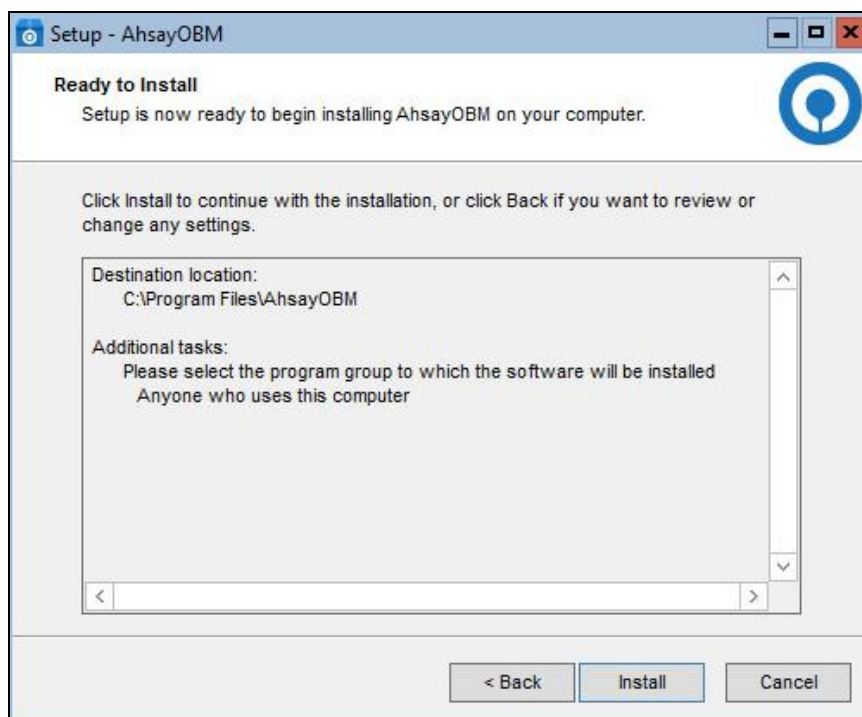 Setup - AhsayOBM
Ready to Install
Setup is now ready to begin installing AhsayOBM on your computer.
Click Install to continue with the installation, or click Back if you want to review or
change any settings.
Destination location:
C:\Program Files\AhsayOBM
Additional tasks:
Please select the program group to which the software will be installed
Anyone who uses this computer
< Back Install Cancel